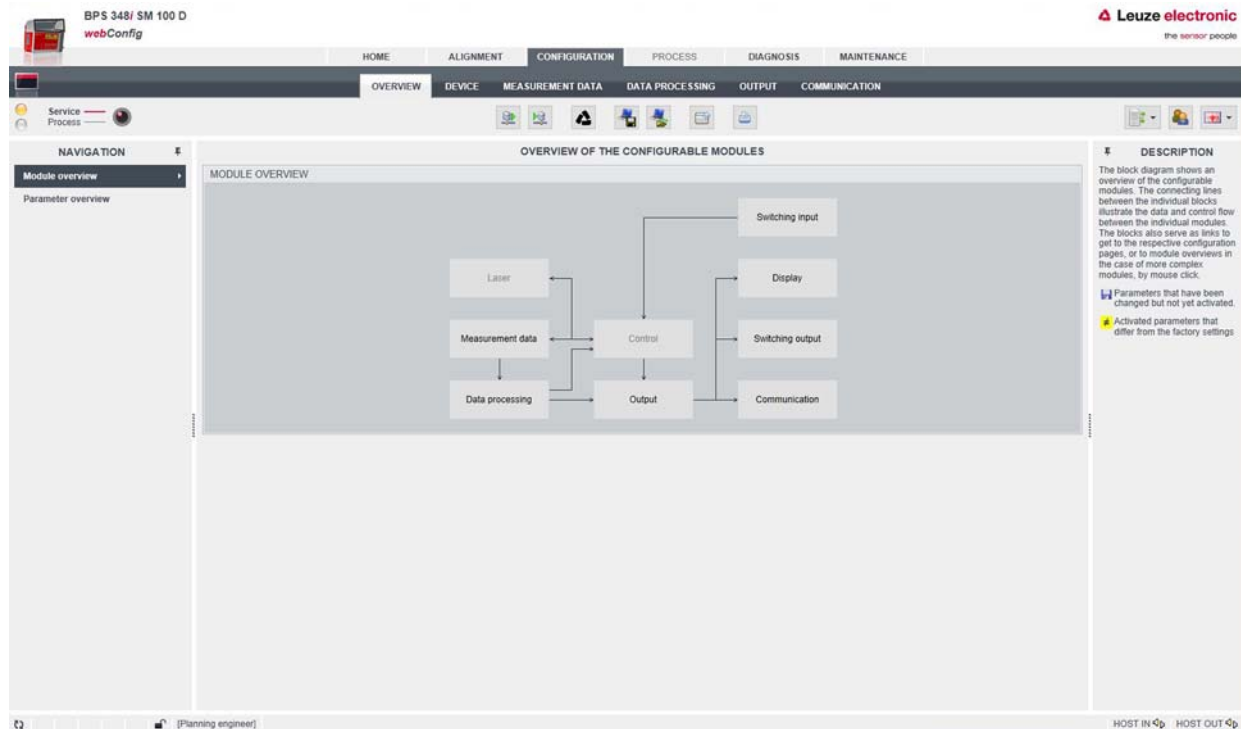 BPS 348i SM 100 D
webConfig
Leuze electronic
the sensor people
HOME ALIGNMENT CONFIGURATION PROCESS DIAGNOSIS MAINTENANCE
OVERVIEW DEVICE MEASUREMENT DATA DATA PROCESSING OUTPUT COMMUNICATION
Service
Process
NAVIGATION
Module overview
Parameter overview
OVERVIEW OF THE CONFIGURABLE MODULES
MODULE OVERVIEW
Switching input
Laser
Display
Measurement data
Control
Switching output
Data processing
Output
Communication
DESCRIPTION
The block diagram shows an
overview of the configurable
modules. The connecting lines
between the individual blocks
illustrate the data and control flow
between the individual modules.
The blocks also serve as links to
get to the respective configuration
pages, or to module overviews in
the case of more complex
modules, by mouse click.
Parameters that have been
changed but not yet activated.
Activated parameters that
differ from the factory settings
[Planning engineer]
HOST IN HOST OUT